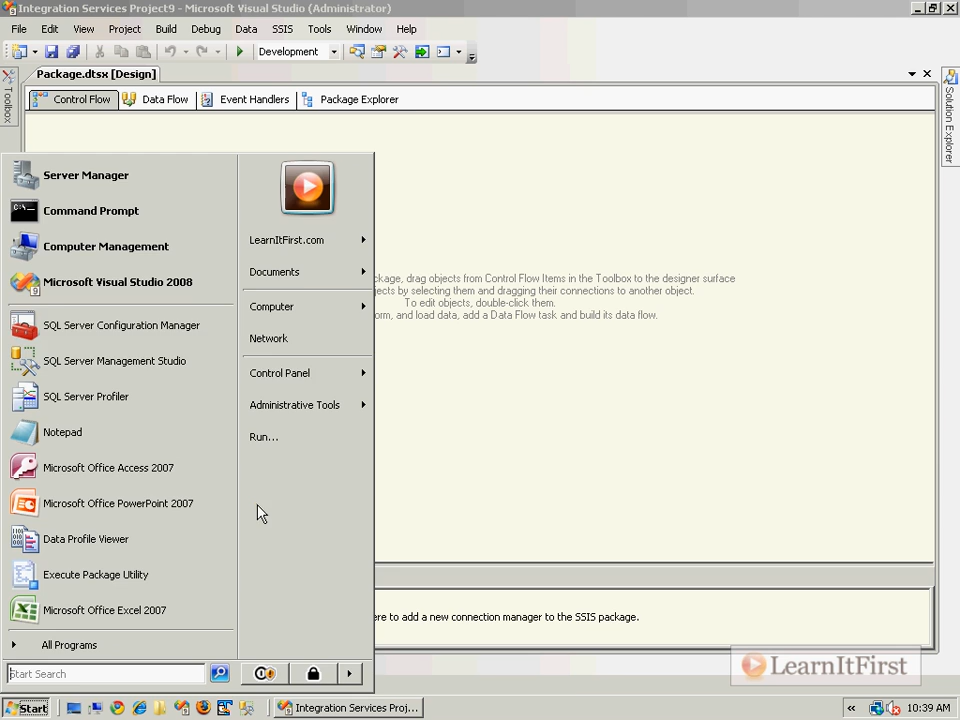 Integration Services Project9 - Microsoft Visual Studio (Administrator)
File Edit View Project Build Debug Data SSIS Tools Window Help
Development
Package.dtsx [Design]
Toolbox
Solution Explorer
Control Flow Data Flow Event Handlers Package Explorer
ckage, drag objects from Control Flow Items in the Toolbox to the designer surface
jects by selecting them and dragging their connections to another object.
To edit objects, double-click them.
orm, and load data, add a Data Flow task and build its data flow.
Server Manager
Command Prompt
Computer Management
Microsoft Visual Studio 2008
SQL Server Configuration Manager
SQL Server Management Studio
SQL Server Profiler
Notepad
Microsoft Office Access 2007
Microsoft Office PowerPoint 2007
Data Profile Viewer
Execute Package Utility
Microsoft Office Excel 2007
All Programs
Start Search
LearnItFirst.com
Documents
Computer
Network
Control Panel
Administrative Tools
Run...
ere to add a new connection manager to the SSIS package.
LearnItFirst
Start
Integration Services Proj...
10:39 AM